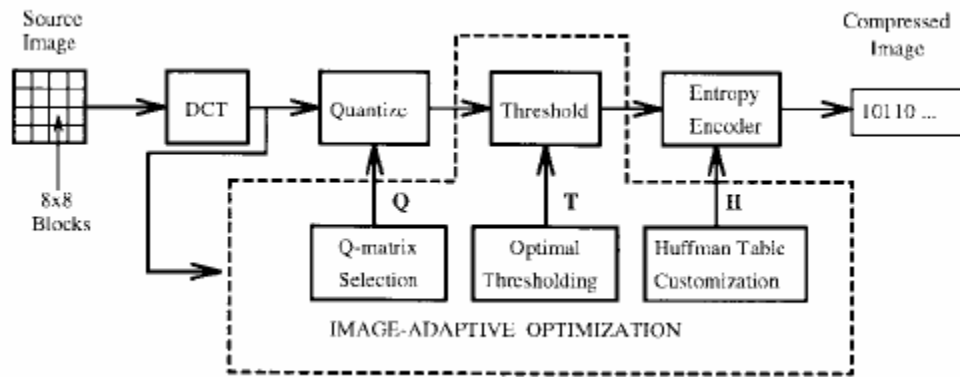 Source
Image
Compressed
Image
DCT
Quantize
Threshold
Entropy
Encoder
10110 ...
8x8
Blocks
Q
T
H
Q-matrix
Selection
Optimal
Thresholding
Huffman Table
Customization
IMAGE-ADAPTIVE OPTIMIZATION